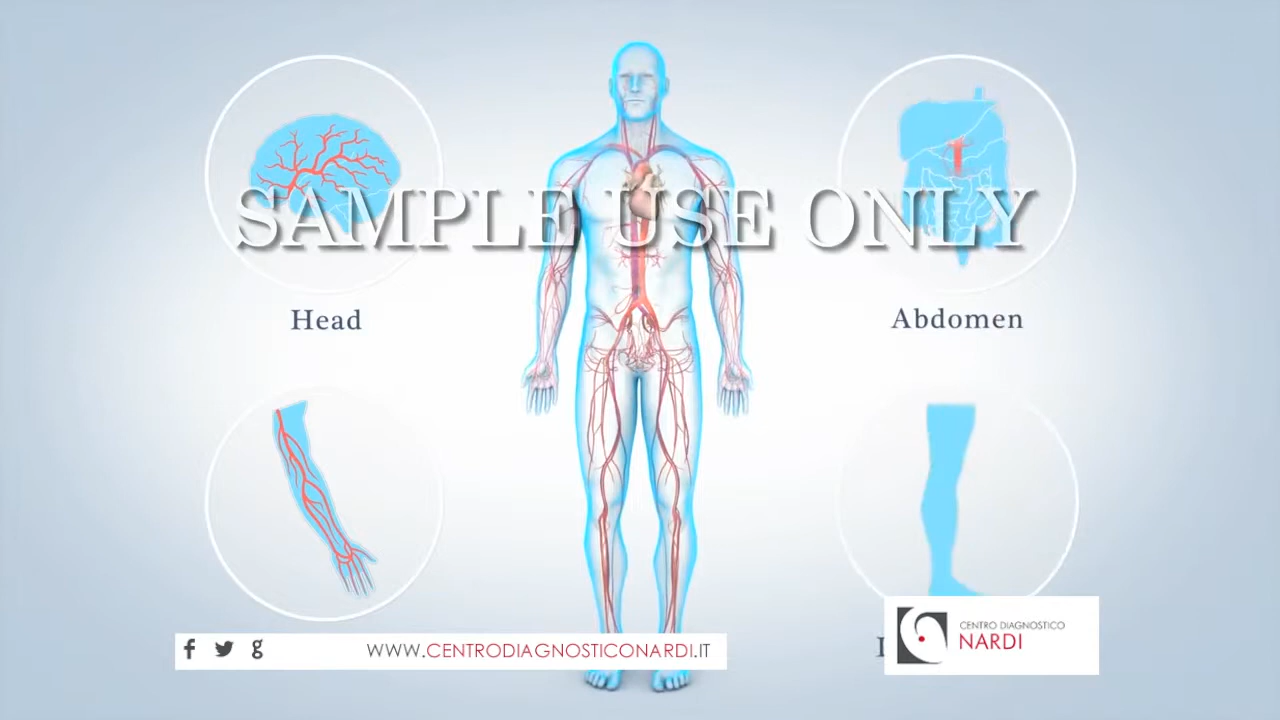 SAMPLE USE ONLY
Head
Abdomen
WWW.CENTRODIAGNOSTICONARDI.IT
CENTRO DIAGNOSTICO
NARDI